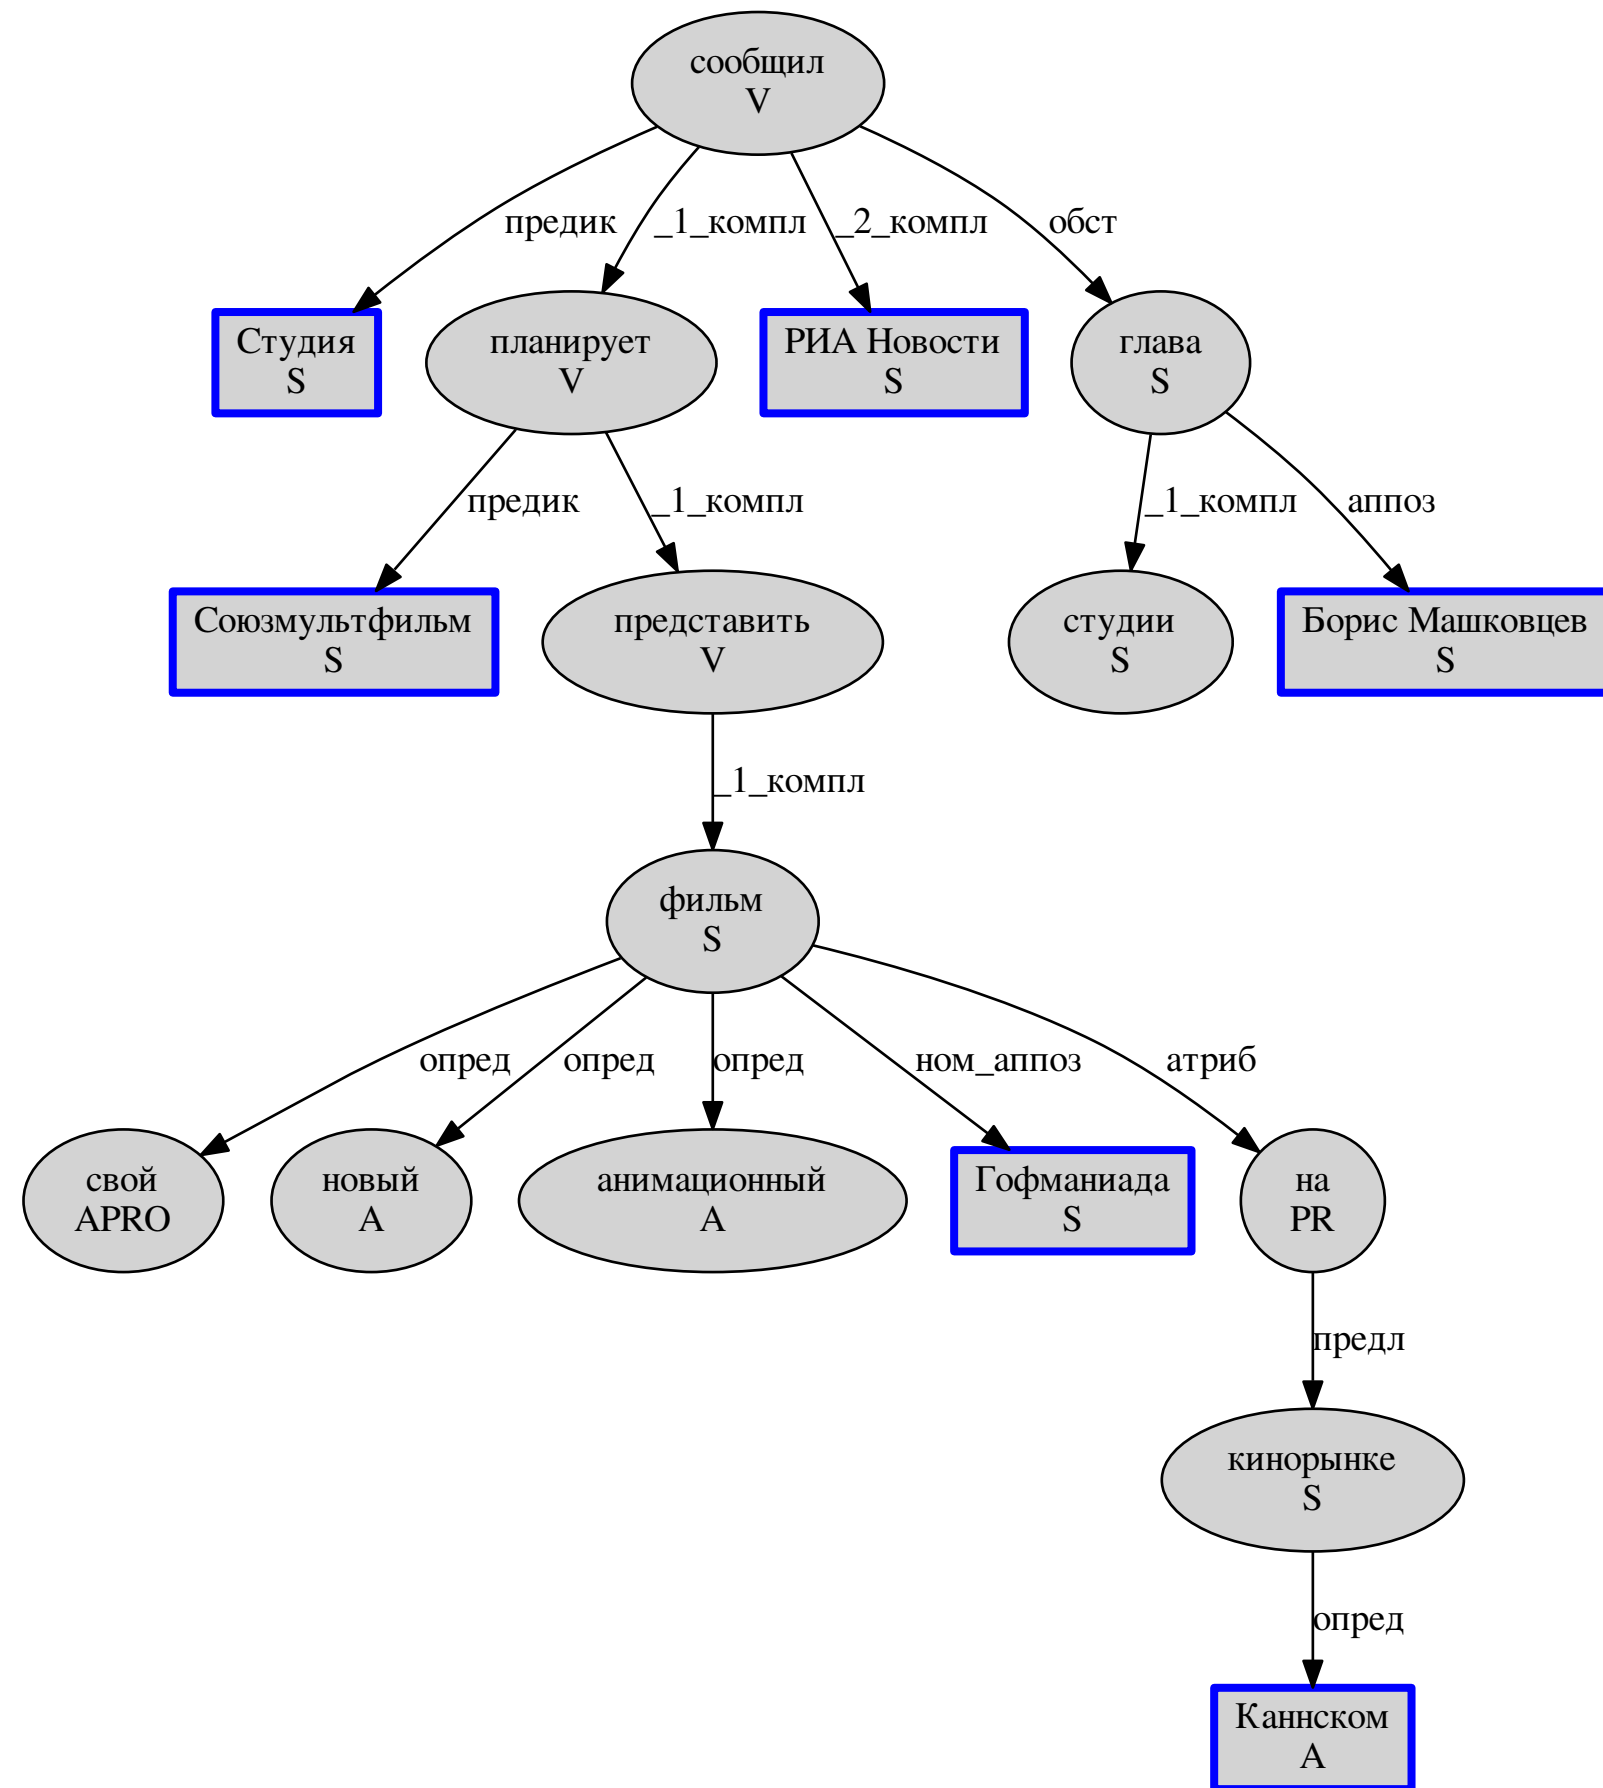 сообщил
V
предик
_1_компл
_2_компл
обст
Студия
S
планирует
V
РИА Новости
S
глава
S
предик
_1_компл
_1_компл
аппоз
Союзмультфильм
S
представить
V
студии
S
Борис Машковцев
S
_1_компл
фильм
S
опред
опред
опред
ном_аппоз
атриб
свой
APRO
новый
A
анимационный
A
Гофманиада
S
на
PR
предл
кинорынке
S
опред
Каннском
A